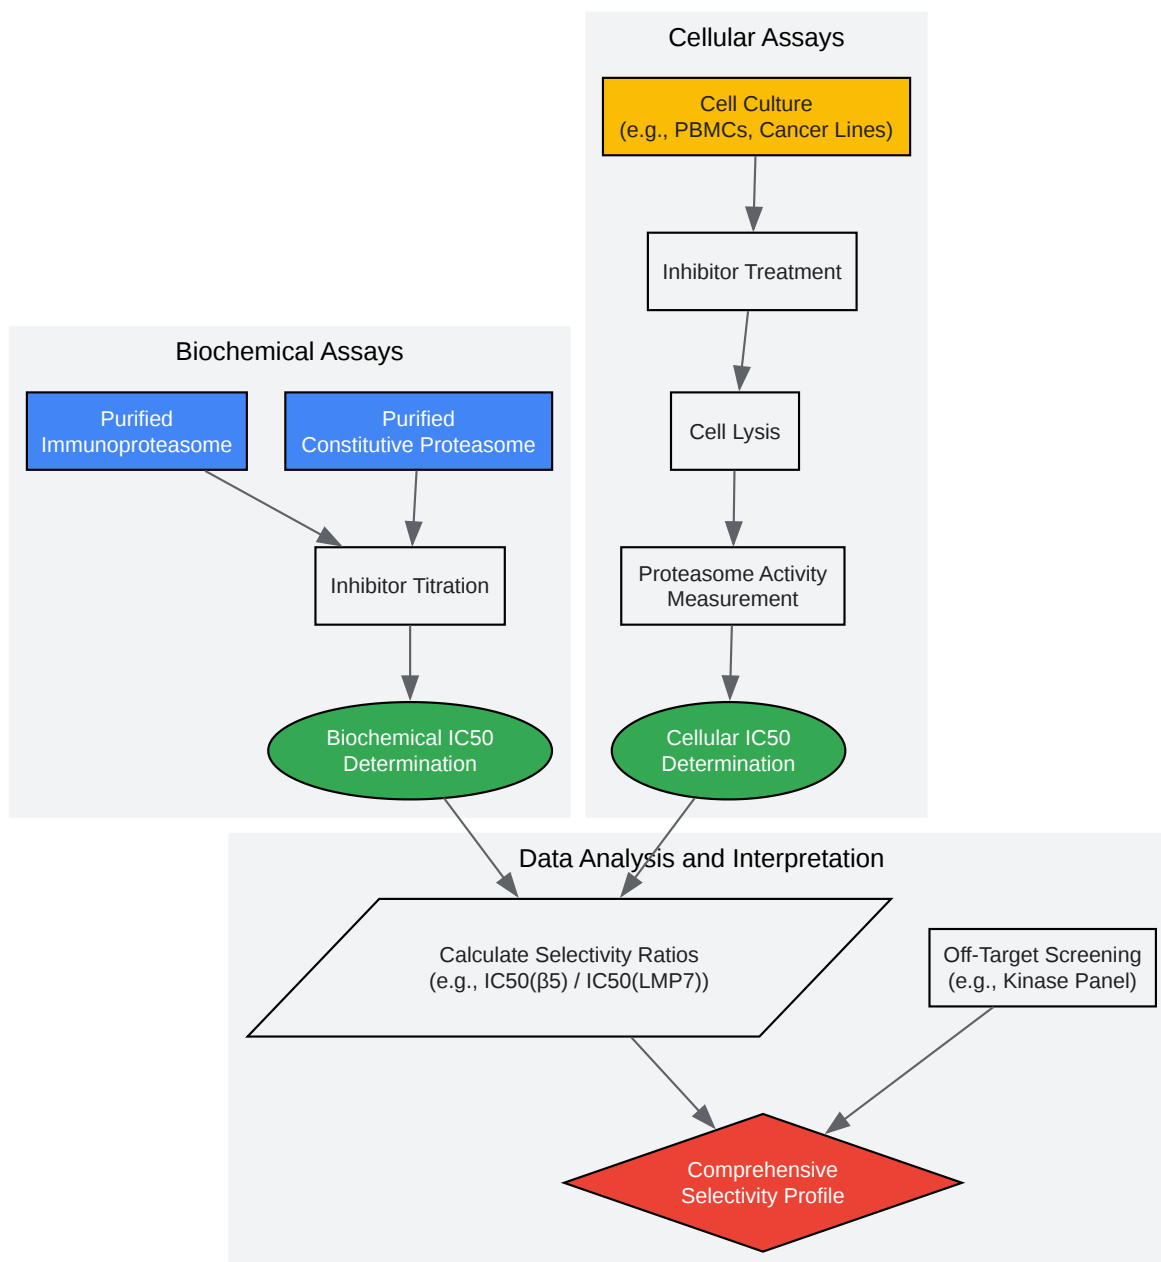 Cellular Assays
Cell Culture
(e.g., PBMCs, Cancer Lines)
Inhibitor Treatment
Cell Lysis
Proteasome Activity
Measurement
Cellular IC50
Determination
Biochemical Assays
Purified
Immunoproteasome
Purified
Constitutive Proteasome
Inhibitor Titration
Biochemical IC50
Determination
Data Analysis and Interpretation
Calculate Selectivity Ratios
(e.g., IC50(β5) / IC50(LMP7))
Off-Target Screening
(e.g., Kinase Panel)
Comprehensive
Selectivity Profile